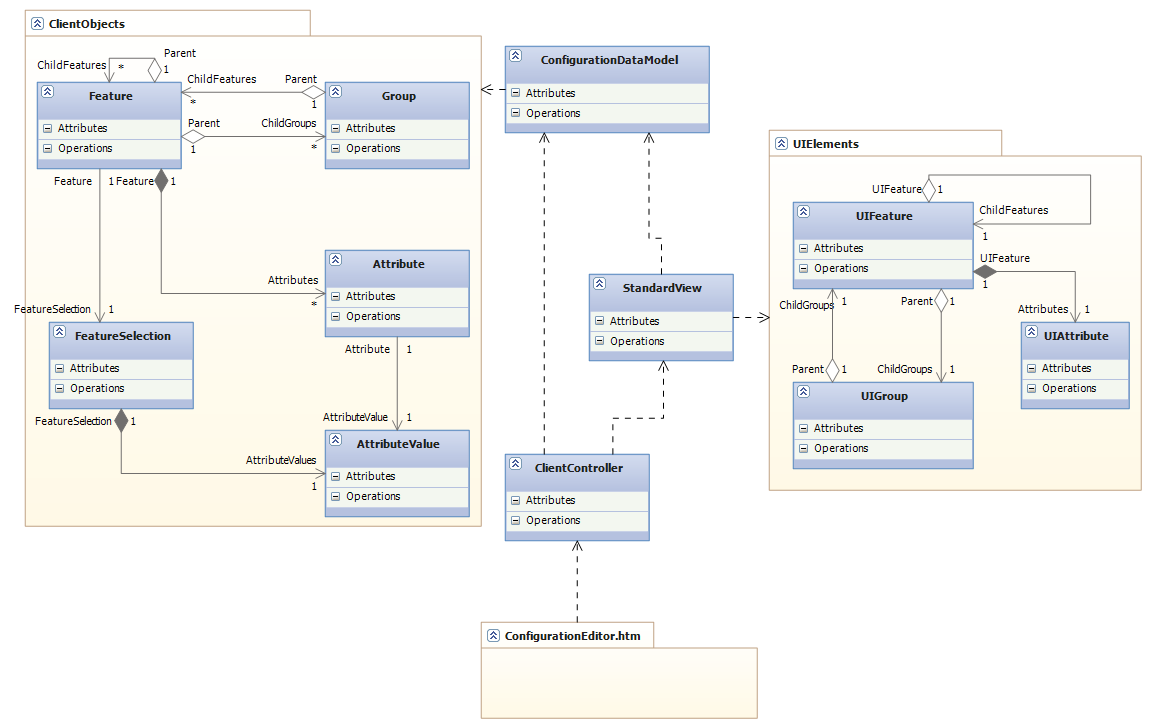 ClientObjects
Parent
ChildFeatures
*
1
Feature
Attributes
Operations
ChildFeatures
Parent
*
1
Parent
ChildGroups
1
*
Group
Attributes
Operations
Feature
1
Feature
1
Attributes
*
Attribute
Attributes
Operations
FeatureSelection
1
FeatureSelection
Attributes
Operations
Attribute
1
AttributeValue
1
FeatureSelection
1
AttributeValues
1
AttributeValue
Attributes
Operations
ConfigurationDataModel
Attributes
Operations
StandardView
Attributes
Operations
ClientController
Attributes
Operations
ConfigurationEditor.htm
UIElements
UIFeature
1
ChildFeatures
1
UIFeature
Attributes
Operations
UIFeature
1
Attributes
1
UIAttribute
Attributes
Operations
ChildGroups
1
Parent
1
Parent
1
ChildGroups
1
UIGroup
Attributes
Operations